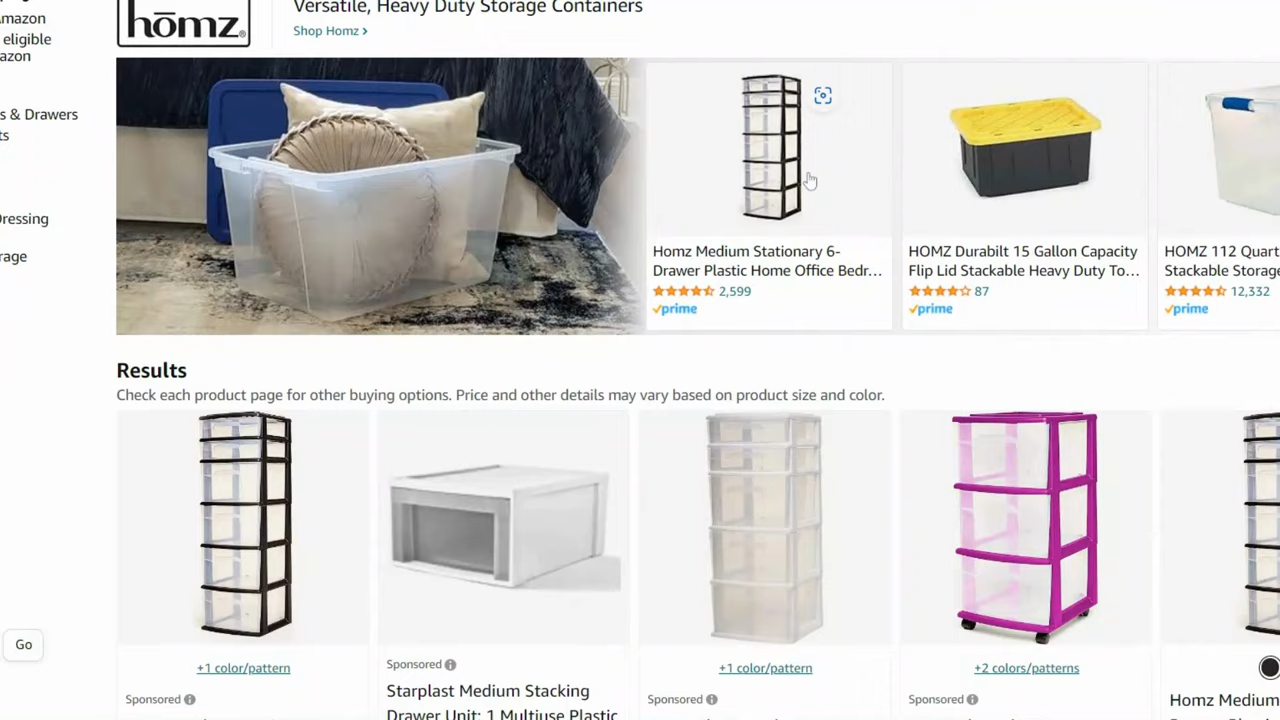 mazon
eligible
azon
s & Drawers
ts
Dressing
rage
Go
hōmz®
Versatile, Heavy Duty Storage Containers
Shop Homz ›
Homz Medium Stationary 6-
Drawer Plastic Home Office Bedr...
2,599
prime
HOMZ Durabilt 15 Gallon Capacity
Flip Lid Stackable Heavy Duty To...
87
prime
HOMZ 112 Quart
Stackable Storag
12,332
prime
Results
Check each product page for other buying options. Price and other details may vary based on product size and color.
+1 color/pattern
Sponsored
Sponsored
Starplast Medium Stacking
Drawer Unit: 1 Multiuse Plastic
+1 color/pattern
Sponsored
+2 colors/patterns
Sponsored
Homz Medium